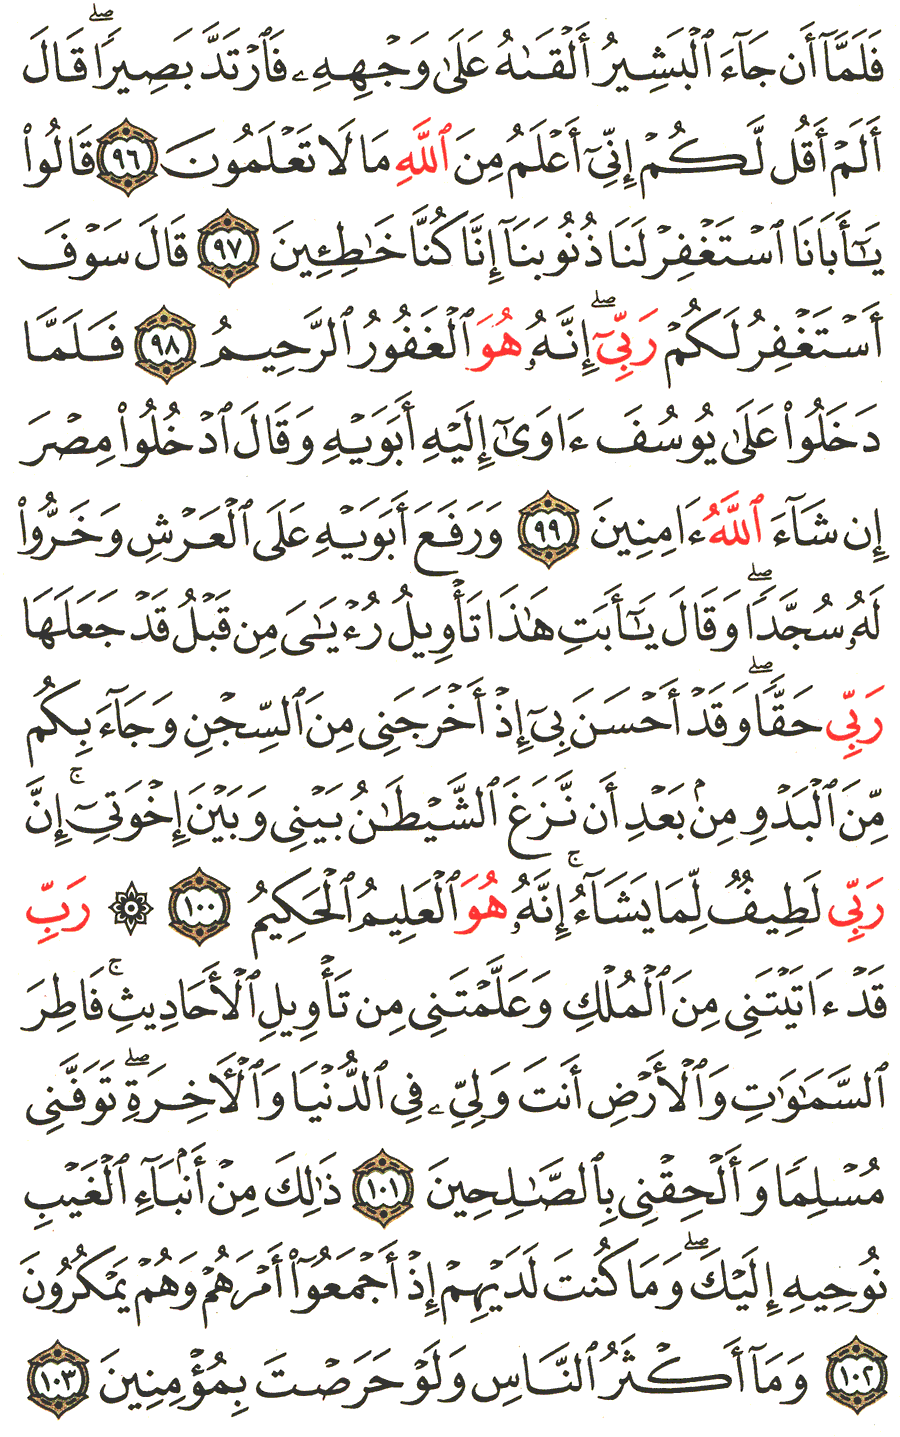 فَلَمَّآ أَن جَآءَ ٱلْبَشِيرُ أَلْقَىٰهُ عَلَىٰ وَجْهِهِۦ فَٱرْتَدَّ بَصِيرًاۖ قَالَ
أَلَمْ أَقُل لَّكُمْ إِنِّىٓ أَعْلَمُ مِنَ ٱللَّهِ مَا لَا تَعْلَمُونَ ٩٦ قَالُوا۟
يَـٰٓأَبَانَا ٱسْتَغْفِرْ لَنَا ذُنُوبَنَآ إِنَّا كُنَّا خَـٰطِـِٔينَ ٩٧ قَالَ سَوْفَ
أَسْتَغْفِرُ لَكُمْ رَبِّىٓۖ إِنَّهُۥ هُوَ ٱلْغَفُورُ ٱلرَّحِيمُ ٩٨ فَلَمَّا
دَخَلُوا۟ عَلَىٰ يُوسُفَ ءَاوَىٰٓ إِلَيْهِ أَبَوَيْهِ وَقَالَ ٱدْخُلُوا۟ مِصْرَ
إِن شَآءَ ٱللَّهُ ءَامِنِينَ ٩٩ وَرَفَعَ أَبَوَيْهِ عَلَى ٱلْعَرْشِ وَخَرُّوا۟
لَهُۥ سُجَّدًاۖ وَقَالَ يَـٰٓأَبَتِ هَـٰذَا تَأْوِيلُ رُءْيَـٰىَ مِن قَبْلُ قَدْ جَعَلَهَا
رَبِّى حَقًّاۖ وَقَدْ أَحْسَنَ بِىٓ إِذْ أَخْرَجَنِى مِنَ ٱلسِّجْنِ وَجَآءَ بِكُم
مِّنَ ٱلْبَدْوِ مِنۢ بَعْدِ أَن نَّزَغَ ٱلشَّيْطَـٰنُ بَيْنِى وَبَيْنَ إِخْوَتِىٓۚ إِنَّ
رَبِّى لَطِيفٌ لِّمَا يَشَآءُۚ إِنَّهُۥ هُوَ ٱلْعَلِيمُ ٱلْحَكِيمُ ١٠٠ ۞ رَبِّ
قَدْ ءَاتَيْتَنِى مِنَ ٱلْمُلْكِ وَعَلَّمْتَنِى مِن تَأْوِيلِ ٱلْأَحَادِيثِۚ فَاطِرَ
ٱلسَّمَـٰوَٰتِ وَٱلْأَرْضِ أَنتَ وَلِىِّۦ فِى ٱلدُّنْيَا وَٱلْـَٔاخِرَةِۖ تَوَفَّنِى
مُسْلِمًا وَأَلْحِقْنِى بِٱلصَّـٰلِحِينَ ١٠١ ذَٰلِكَ مِنْ أَنۢبَآءِ ٱلْغَيْبِ
نُوحِيهِ إِلَيْكَۖ وَمَا كُنتَ لَدَيْهِمْ إِذْ أَجْمَعُوٓا۟ أَمْرَهُمْ وَهُمْ يَمْكُرُونَ
١٠٢ وَمَآ أَكْثَرُ ٱلنَّاسِ وَلَوْ حَرَصْتَ بِمُؤْمِنِينَ ١٠٣